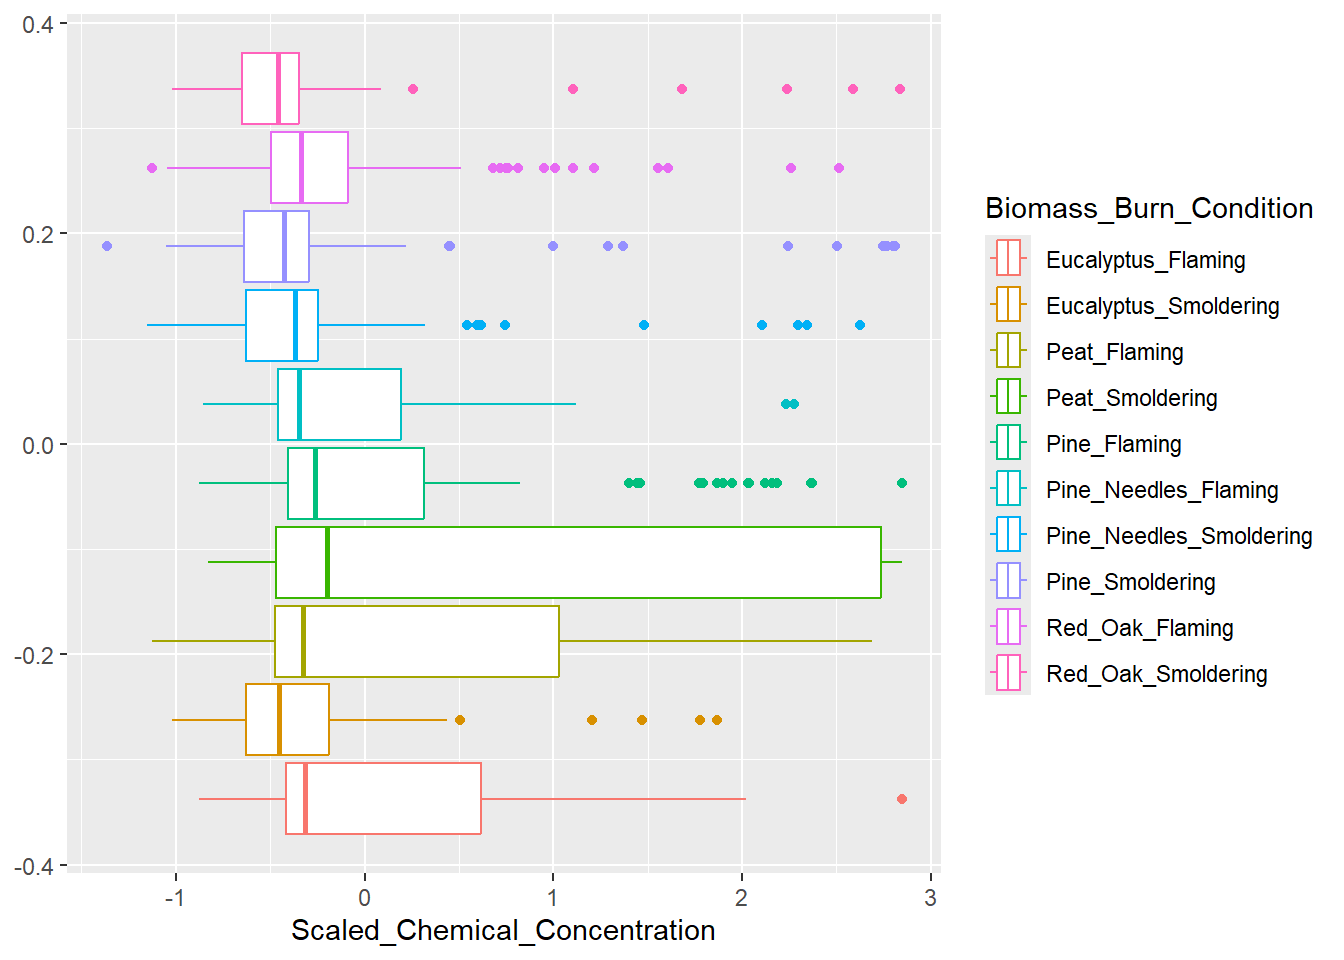 0.4
0.2
0.0
-0.2
-0.4
-1 0 1 2 3
Scaled_Chemical_Concentration
Biomass_Burn_Condition
Eucalyptus_Flaming
Eucalyptus_Smoldering
Peat_Flaming
Peat_Smoldering
Pine_Flaming
Pine_Needles_Flaming
Pine_Needles_Smoldering
Pine_Smoldering
Red_Oak_Flaming
Red_Oak_Smoldering